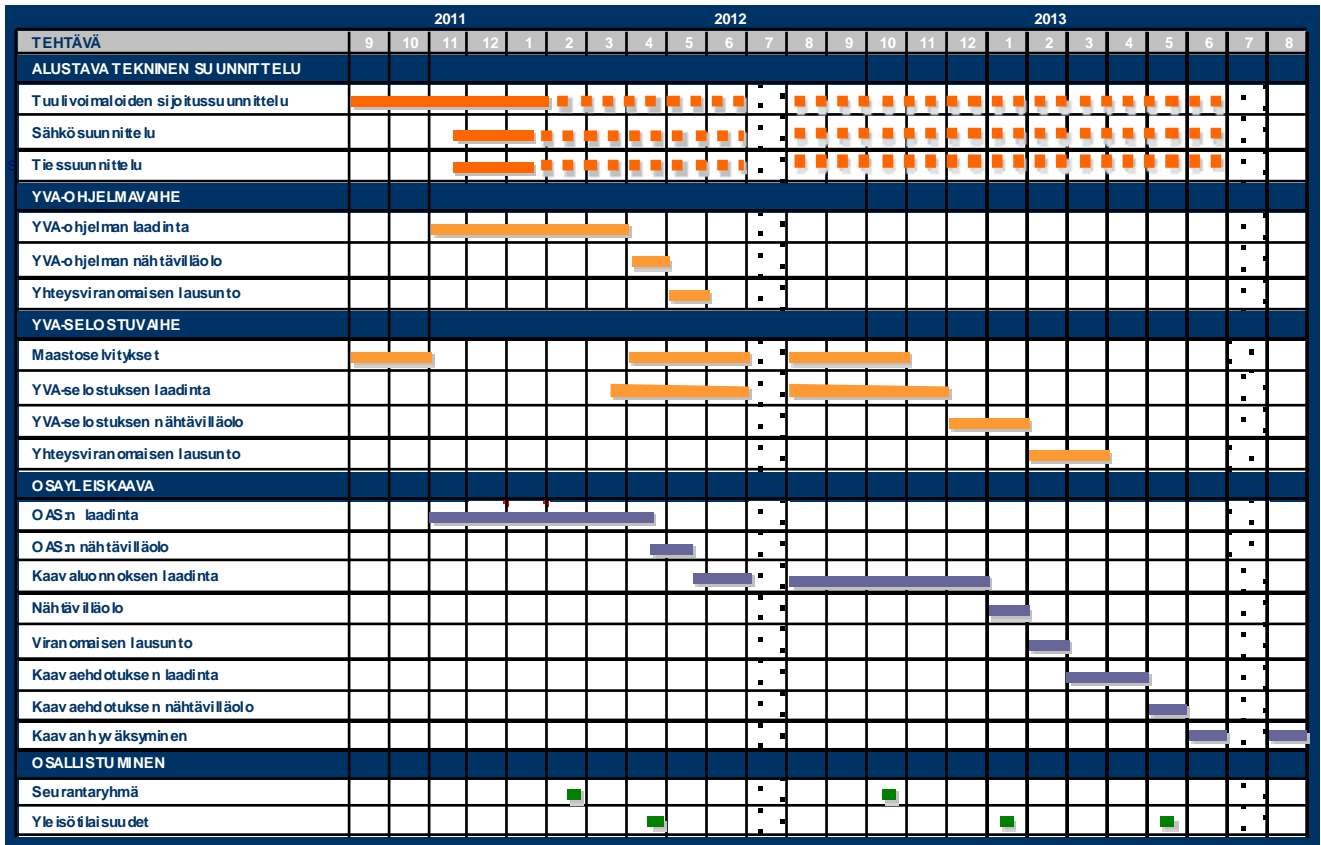 2011 2012 2013
TEHTÄVÄ 9 10 11 12 1 2 3 4 5 6 7 8 9 10 11 12 1 2 3 4 5 6 7 8
ALUSTAVA TEKNINEN SUUNNITTELU
Tuulivoimaloiden sijoitussuunnittelu
Sähkösuunnittelu
Tiessuunnittelu
YVA-OHJELMAVAIHE
YVA-ohjelman laadinta
YVA-ohjelman nähtävilläolo
Yhteysviranomaisen lausunto
YVA-SELOSTUVAIHE
Maastoselvitykset
YVA-selostuksen laadinta
YVA-selostuksen nähtävilläolo
Yhteysviranomaisen lausunto
OSAYLEISKAAVA
OAS:n laadinta
OAS:n nähtävilläolo
Kaavaluonnoksen laadinta
Nähtävilläolo
Viranomaisen lausunto
Kaavaehdotuksen laadinta
Kaavaehdotuksen nähtävilläolo
Kaavan hyväksyminen
OSALLISTUMINEN
Seurantaryhmä
Yleisötilaisuudet